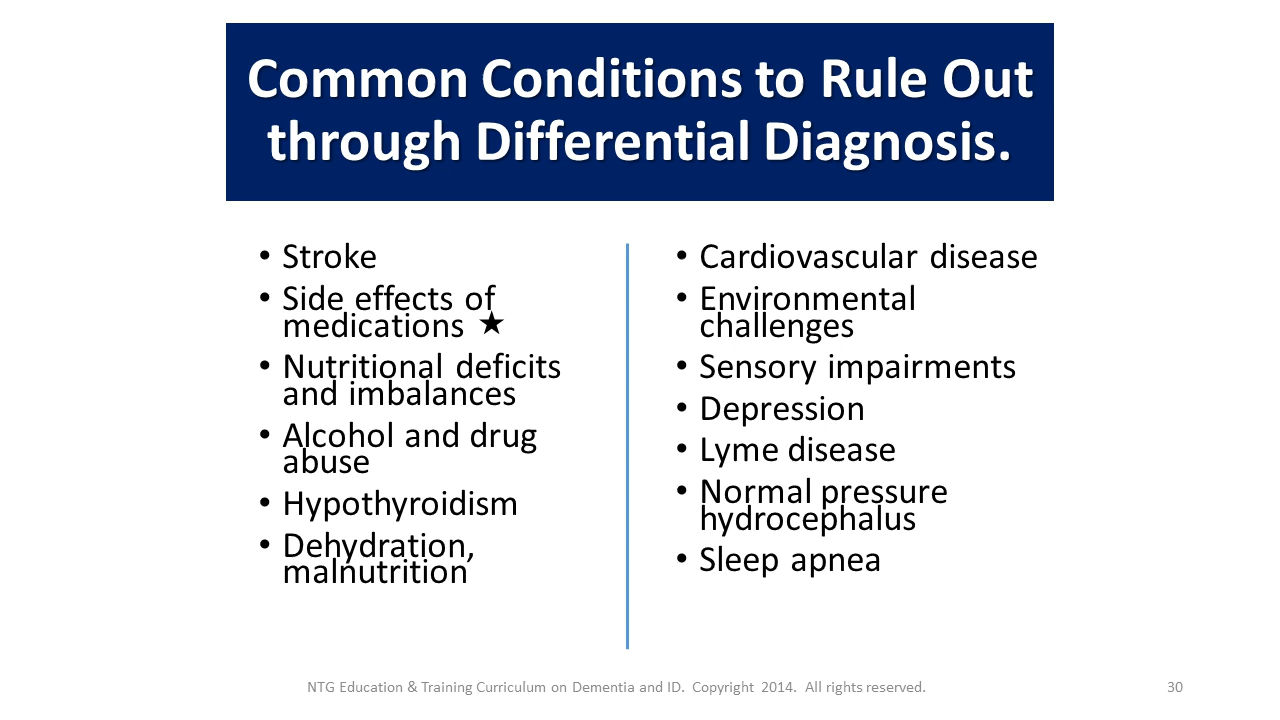 Common Conditions to Rule Out
through Differential Diagnosis.
• Stroke
• Side effects of
medications ★
• Nutritional deficits
and imbalances
• Alcohol and drug
abuse
• Hypothyroidism
• Dehydration,
malnutrition
• Cardiovascular disease
• Environmental
challenges
• Sensory impairments
• Depression
• Lyme disease
• Normal pressure
hydrocephalus
• Sleep apnea
NTG Education & Training Curriculum on Dementia and ID. Copyright 2014. All rights reserved.
30